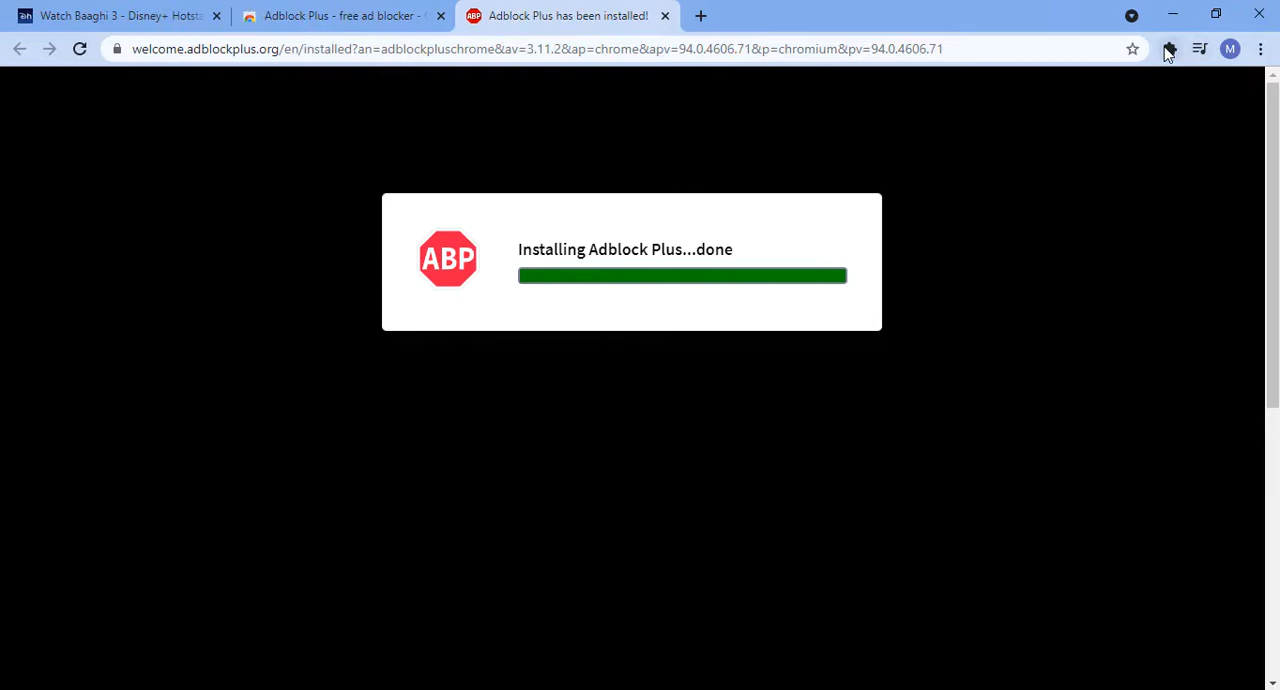 Watch Baaghi 3 - Disney+ Hotsta
Adblock Plus - free ad blocker -
Adblock Plus has been installed!
welcome.adblockplus.org/en/installed?an=adblockpluschrome&av=3.11.2&ap=chrome&apv=94.0.4606.71&p=chromium&pv=94.0.4606.71
M
ABP
Installing Adblock Plus...done